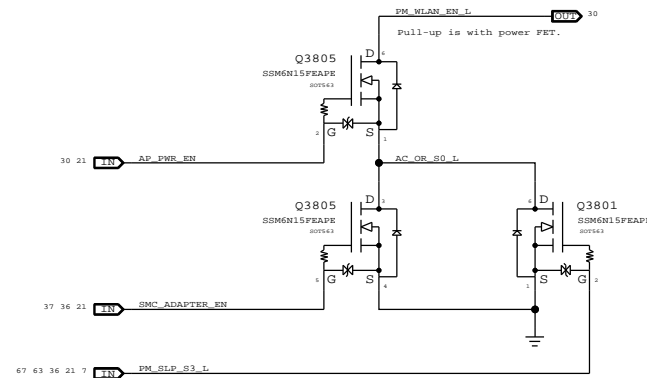 PM_WLAN_EN_L
OUT 30
Pull-up is with power FET.
Q3805
SSM6N15FEAPE
SOT563
D 6
2 G S 1
30 21 IN AP_PWR_EN
AC_OR_S0_L
Q3805
SSM6N15FEAPE
SOT563
D 3
5 G S 4
6 D
Q3801
SSM6N15FEAPE
SOT563
1 S G 2
37 36 21 IN SMC_ADAPTER_EN
67 63 36 21 7 IN PM_SLP_S3_L